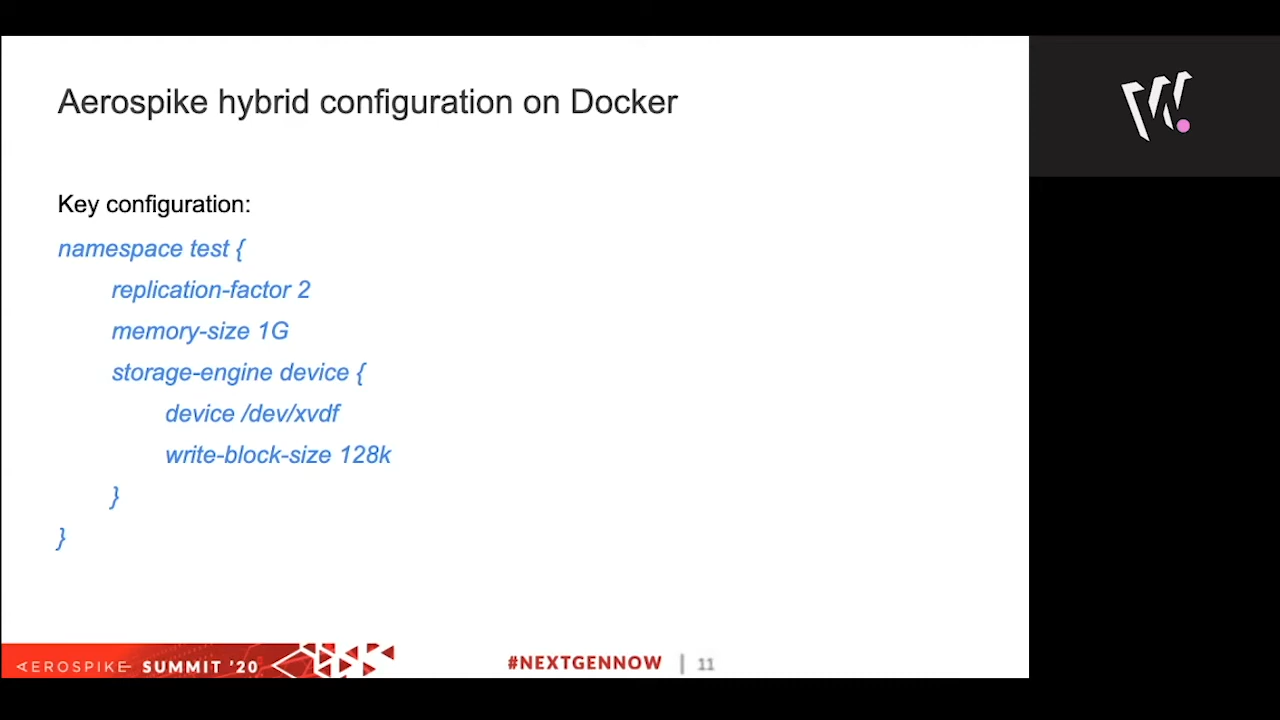 Aerospike hybrid configuration on Docker
Key configuration:
namespace test {
replication-factor 2
memory-size 1G
storage-engine device {
device /dev/xvdf
write-block-size 128k
}
}
AEROSPIKE SUMMIT '20
#NEXTGENNOW | 11